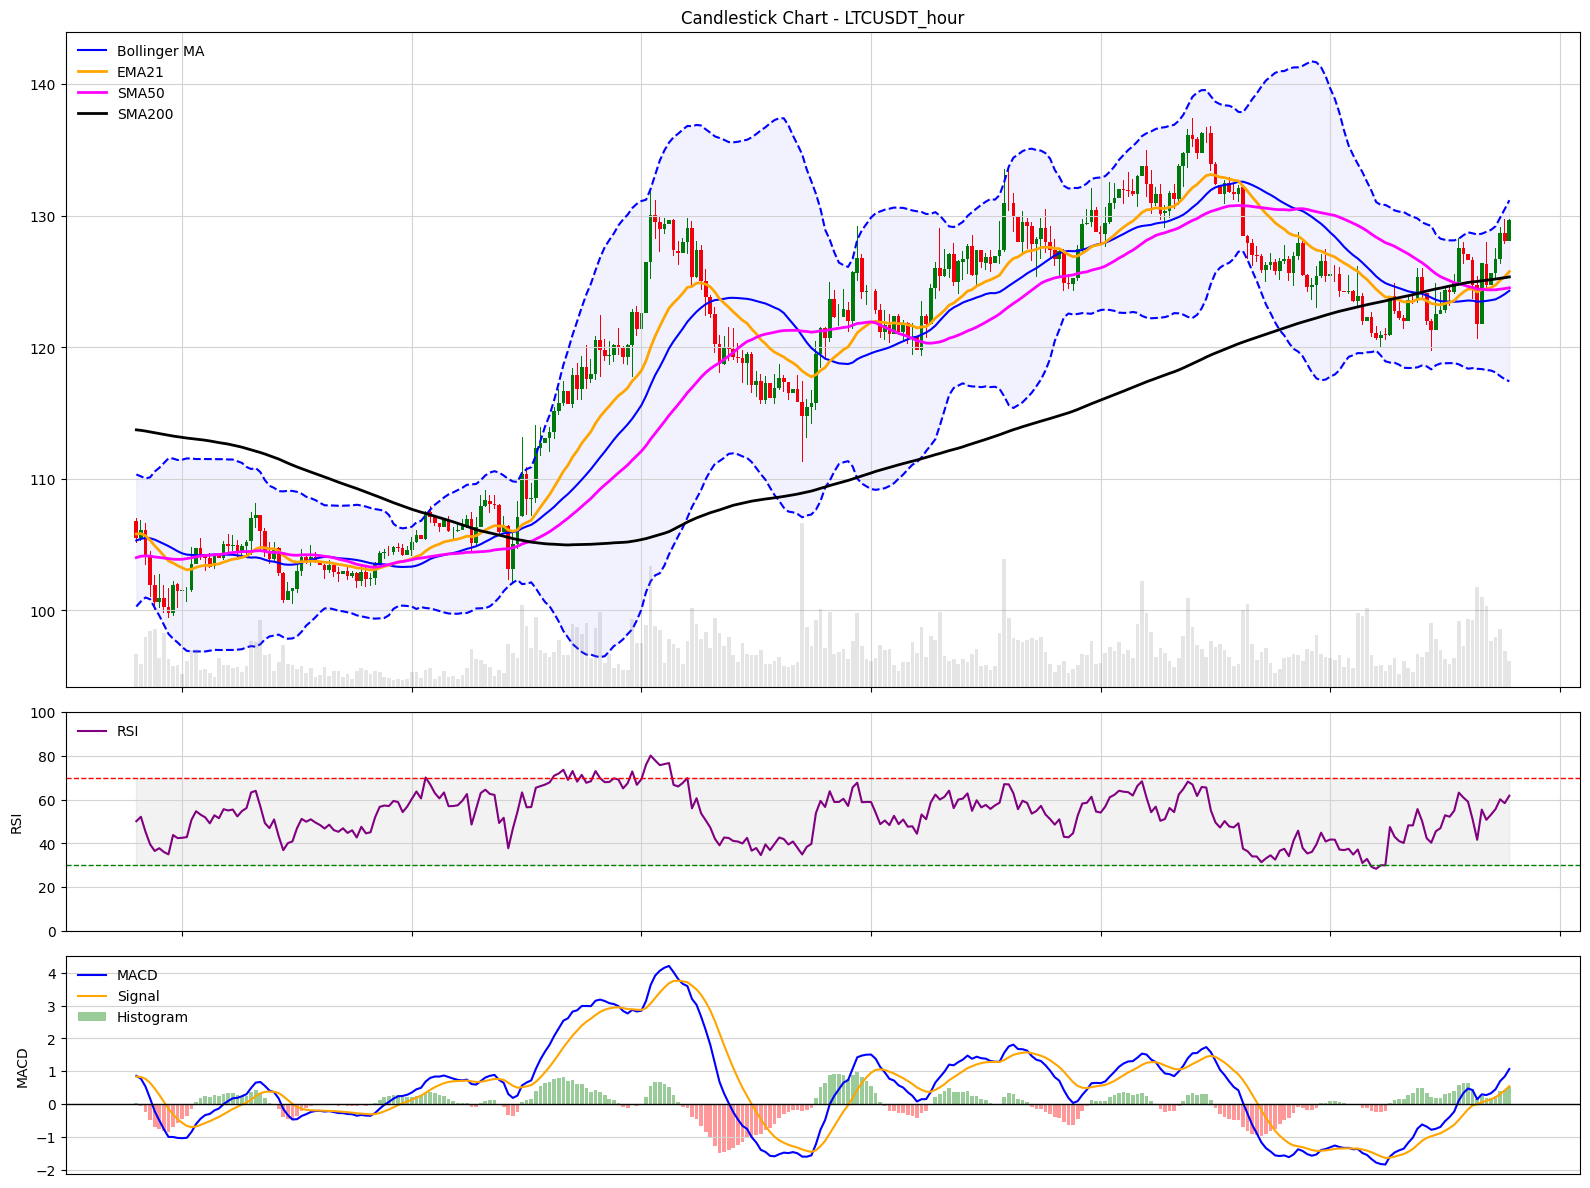 Candlestick Chart - LTCUSDT_hour
Bollinger MA
EMA21
SMA50
SMA200
140
130
120
110
100
RSI
RSI
100
80
60
40
20
0
MACD
MACD
Signal
Histogram
4
3
2
1
0
−1
−2